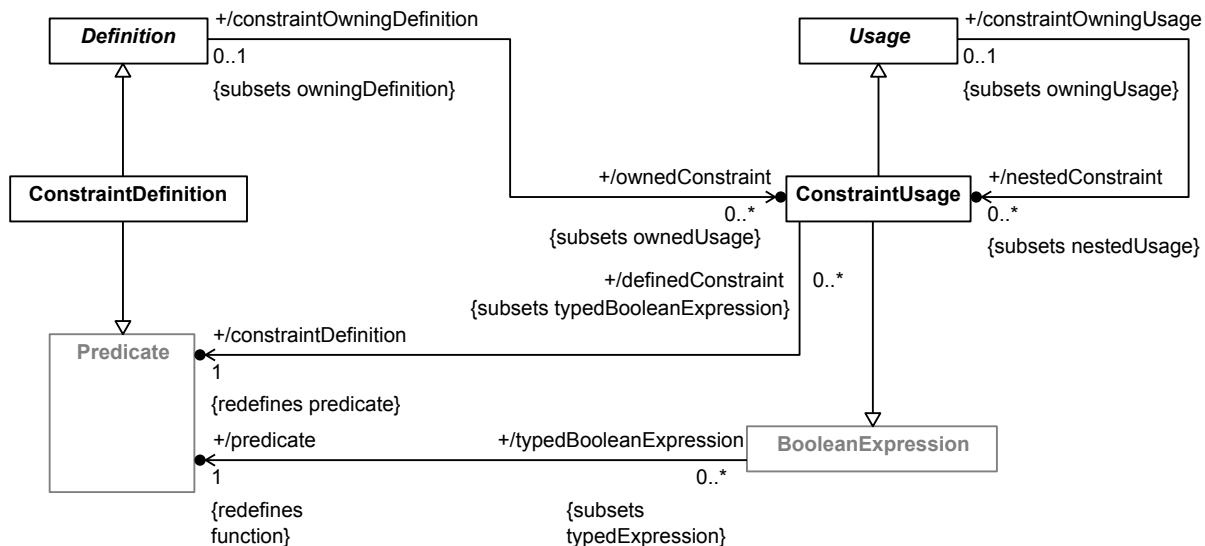 +/constraintOwningDefinition
+/constraintOwningUsage
Definition
Usage
0..1
0..1
{subsets owningDefinition}
{subsets owningUsage}
+/ownedConstraint
+/nestedConstraint
ConstraintDefinition
ConstraintUsage
0..*
0..*
{subsets ownedUsage}
{subsets nestedUsage}
+/definedConstraint
0..*
{subsets typedBooleanExpression}
+/constraintDefinition
Predicate
1
{redefines predicate}
+/predicate
+/typedBooleanExpression
BooleanExpression
1
0..*
{redefines
function}
{subsets
typedExpression}